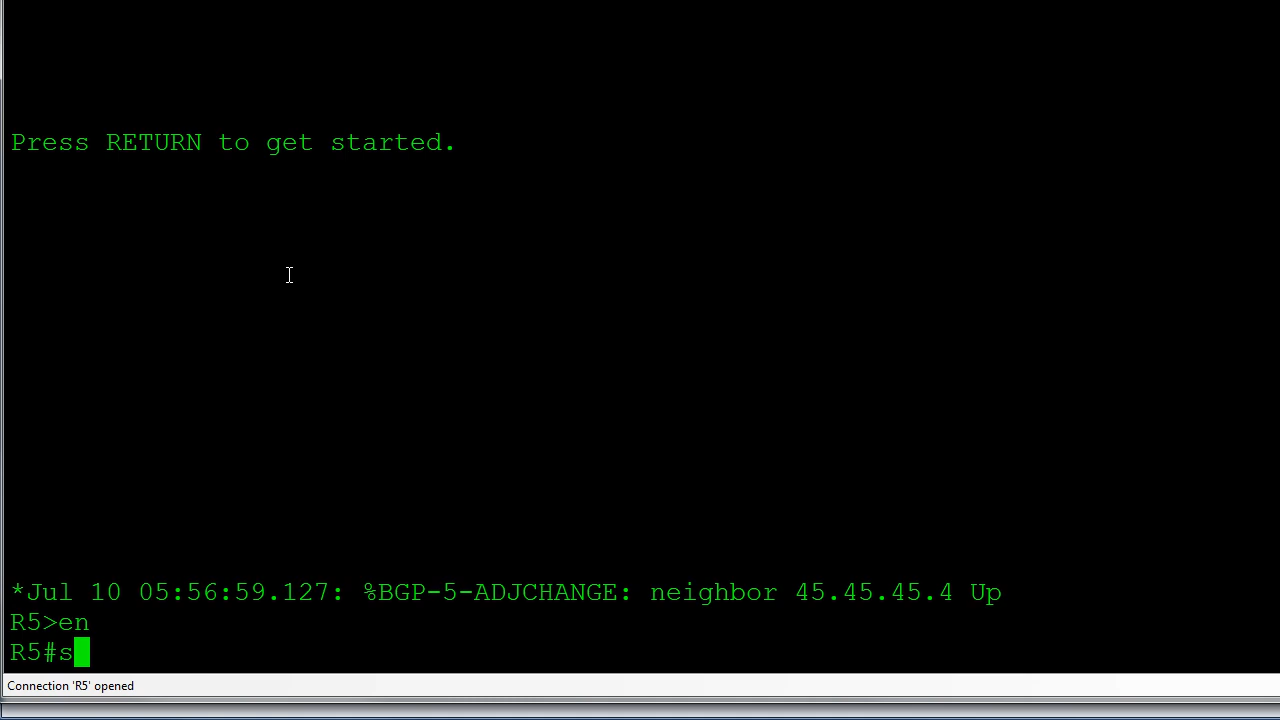 Press RETURN to get started.
*Jul 10 05:56:59.127: %BGP-5-ADJCHANGE: neighbor 45.45.45.4 Up
R5>en
R5#s
Connection 'R5' opened